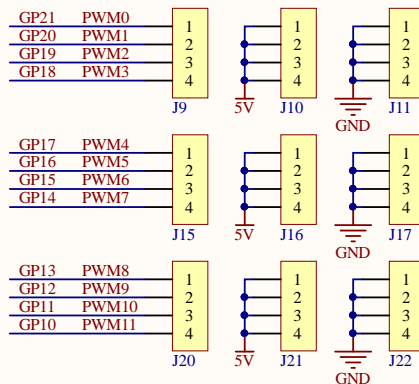 GP21 PWM0 1 1 1
GP20 PWM1 2 2 2
GP19 PWM2 3 3 3
GP18 PWM3 4 4 4
J9 5V J10 J11
GND
GP17 PWM4 1 1 1
GP16 PWM5 2 2 2
GP15 PWM6 3 3 3
GP14 PWM7 4 4 4
J15 5V J16 J17
GND
GP13 PWM8 1 1 1
GP12 PWM9 2 2 2
GP11 PWM10 3 3 3
GP10 PWM11 4 4 4
J20 5V J21 J22
GND